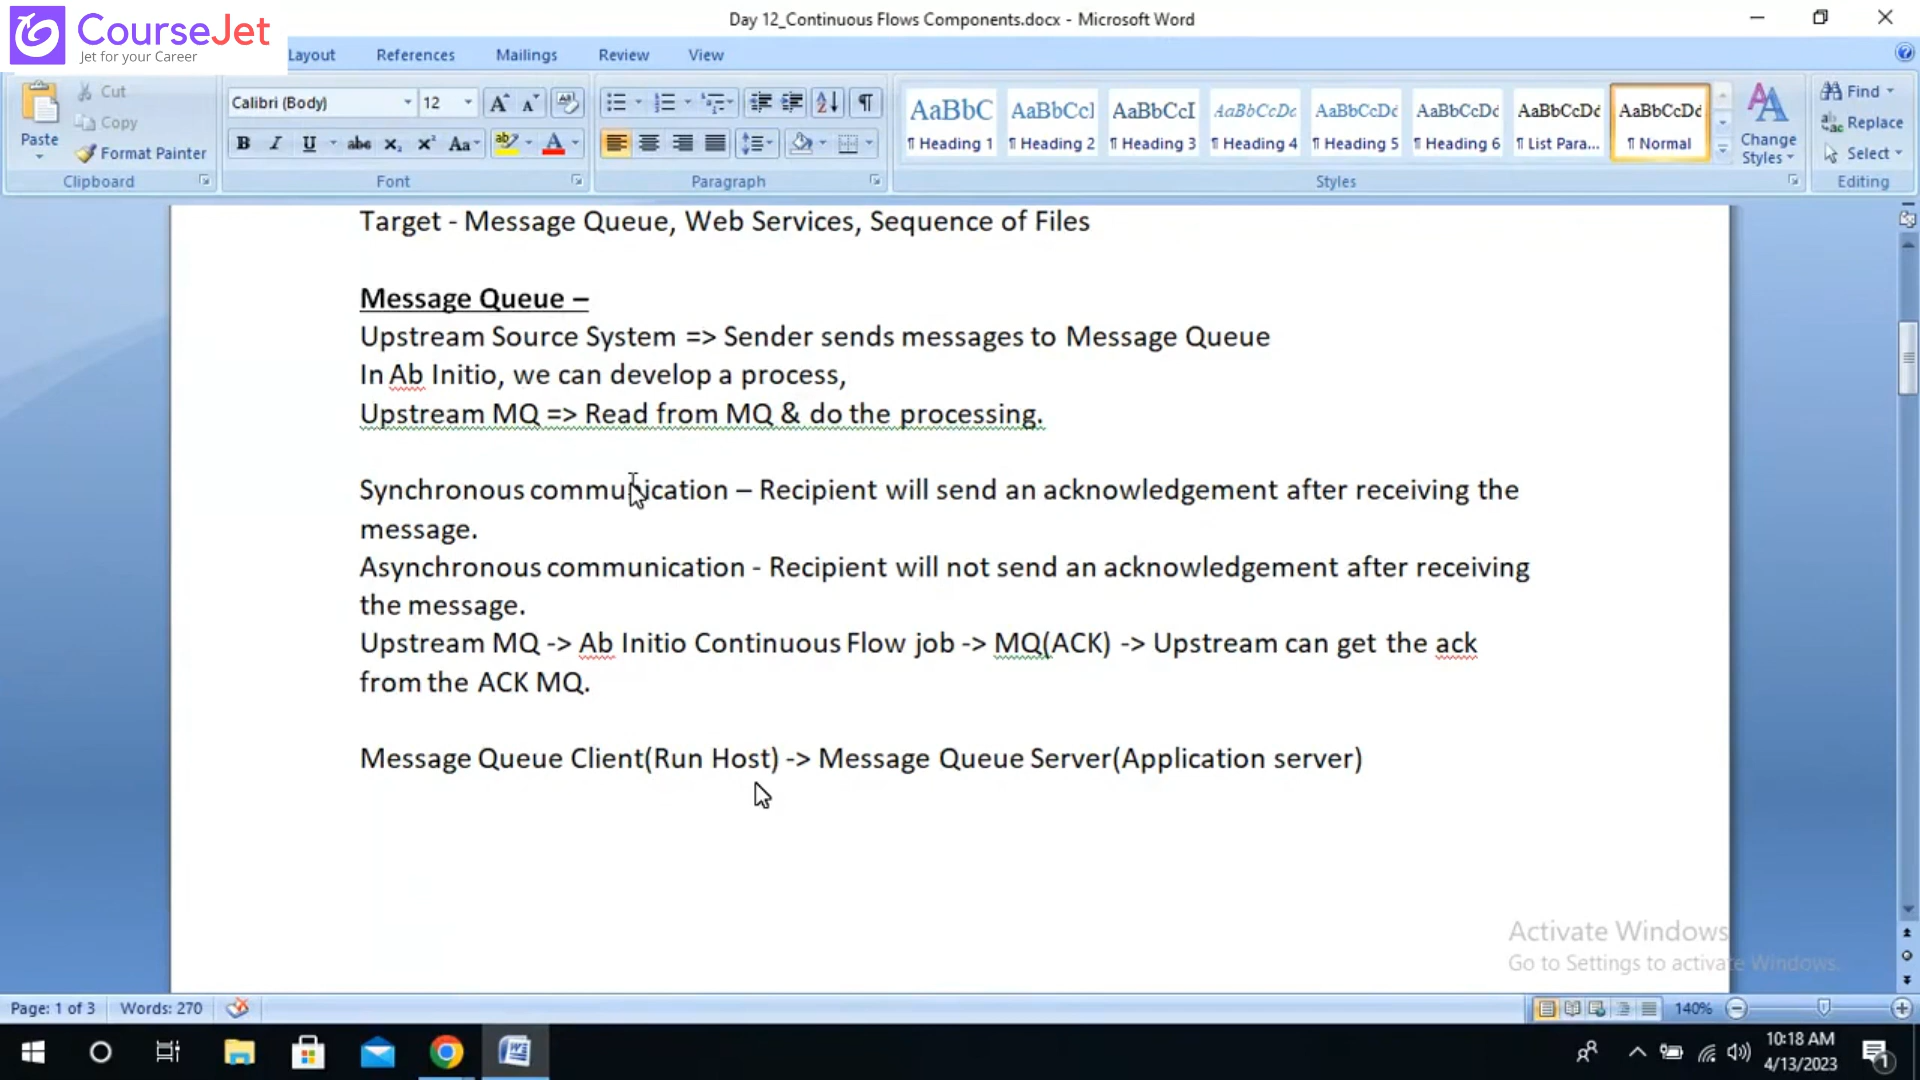 CourseJet
Jet for your Career
Day 12_Continuous Flows Components.docx - Microsoft Word
Layout References Mailings Review View
Paste
Cut
Copy
Format Painter
Clipboard
Calibri (Body) 12
Font
Paragraph
AaBbC AaBbCcI AaBbCcI AaBbCcDc AaBbCcDc AaBbCcDc AaBbCcDc AaBbCcDc
¶ Heading 1 ¶ Heading 2 ¶ Heading 3 ¶ Heading 4 ¶ Heading 5 ¶ Heading 6 ¶ List Para... ¶ Normal
Styles
Change
Styles
Find
Replace
Select
Editing
Target - Message Queue, Web Services, Sequence of Files
Message Queue –
Upstream Source System => Sender sends messages to Message Queue
In Ab Initio, we can develop a process,
Upstream MQ => Read from MQ & do the processing.
Synchronous communication – Recipient will send an acknowledgement after receiving the
message.
Asynchronous communication - Recipient will not send an acknowledgement after receiving
the message.
Upstream MQ -> Ab Initio Continuous Flow job -> MQ(ACK) -> Upstream can get the ack
from the ACK MQ.
Message Queue Client(Run Host) -> Message Queue Server(Application server)
Activate Windows
Go to Settings to activate Windows.
Page: 1 of 3 Words: 270
140%
10:18 AM
4/13/2023
1